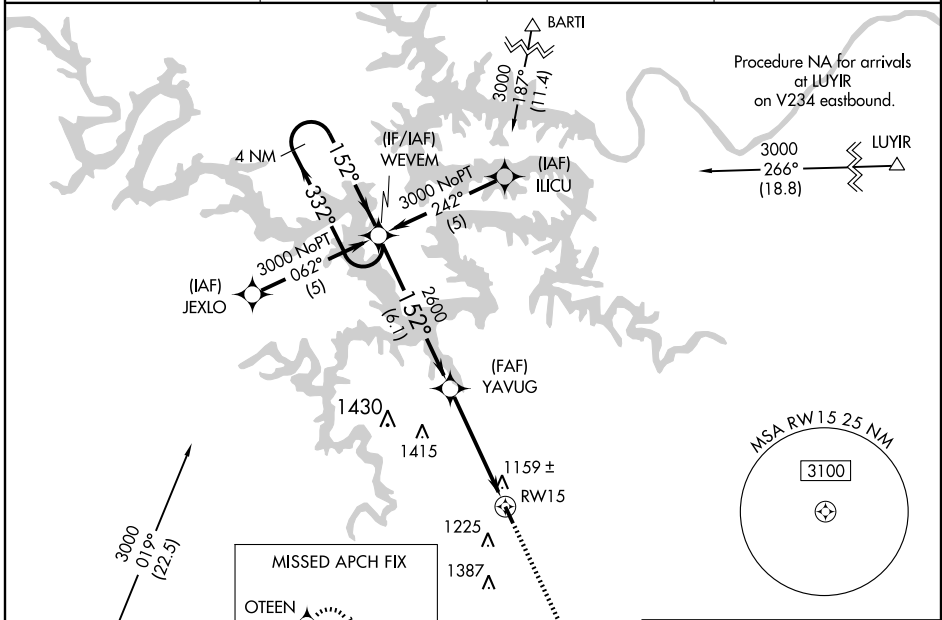 BARTI
3000
187°
(11.4)
Procedure NA for arrivals
at LUYIR
on V234 eastbound.
LUYIR
3000
266°
(18.8)
4 NM
152°
332°
(IF/IAF)
WEVEM
(IAF)
ILICU
3000 NoPT
242°
(5)
3000 NoPT
062°
(5)
(IAF)
JEXLO
2600
152°
(6.1)
(FAF)
YAVUG
1430
1415
1159 ±
RW15
1225
1387
MSA RW15 25 NM
3100
3000
019°
(22.5)
MISSED APCH FIX
OTEEN